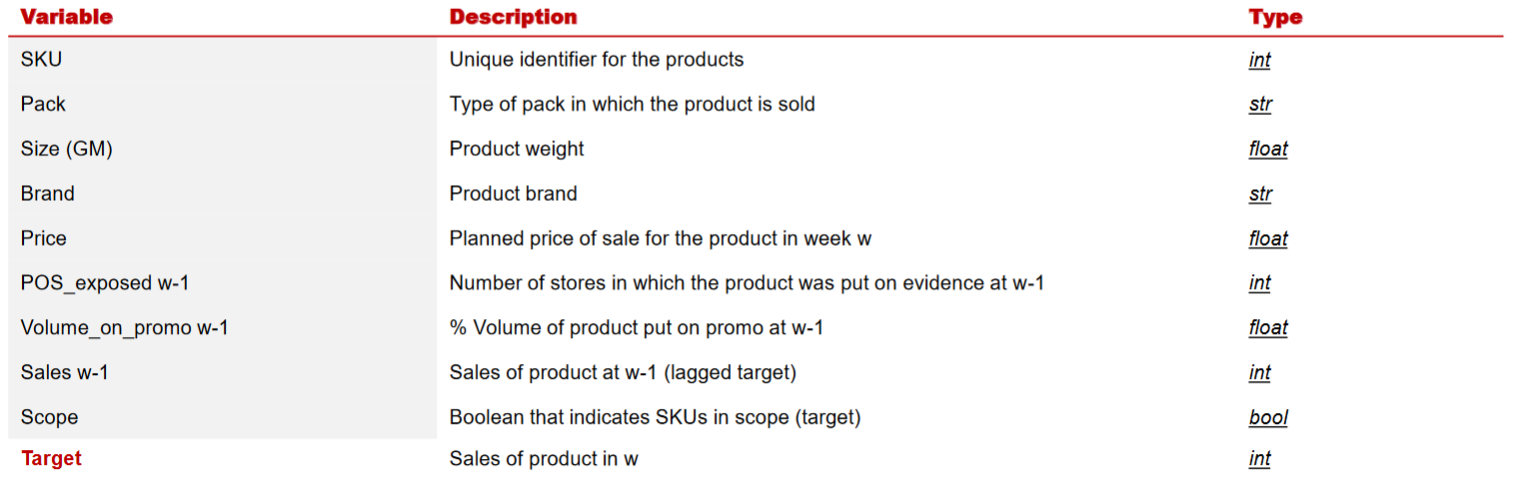 Variable Description Type
SKU Unique identifier for the products int
Pack Type of pack in which the product is sold str
Size (GM) Product weight float
Brand Product brand str
Price Planned price of sale for the product in week w float
POS_exposed w-1 Number of stores in which the product was put on evidence at w-1 int
Volume_on_promo w-1 % Volume of product put on promo at w-1 float
Sales w-1 Sales of product at w-1 (lagged target) int
Scope Boolean that indicates SKUs in scope (target) bool
Target Sales of product in w int